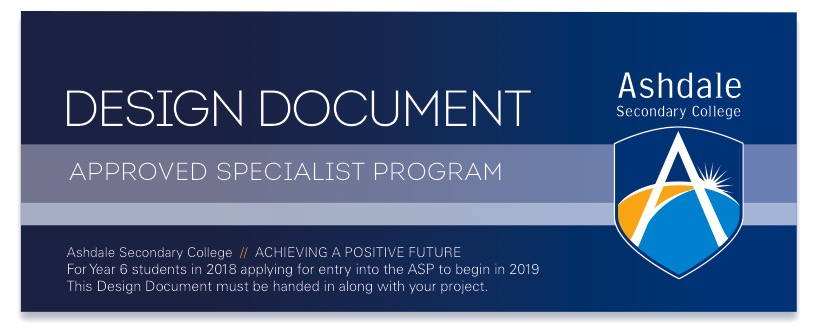 DESIGN DOCUMENT
APPROVED SPECIALIST PROGRAM
Ashdale
Secondary College
Ashdale Secondary College // ACHIEVING A POSITIVE FUTURE
For Year 6 students in 2018 applying for entry into the ASP to begin in 2019
This Design Document must be handed in along with your project.